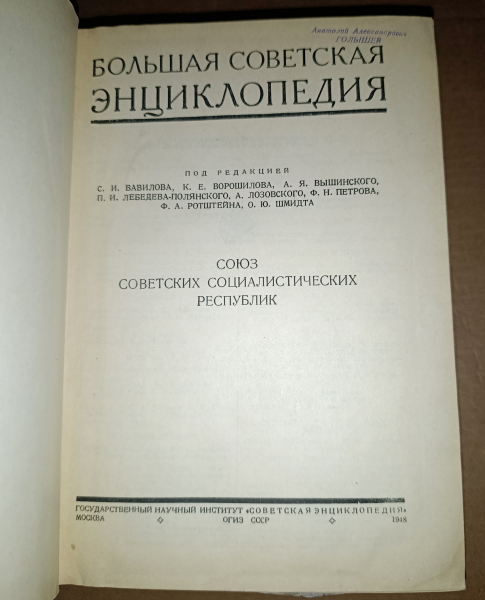 Анатолий Александрович
ГОЛЫШЕВ
БОЛЬШАЯ СОВЕТСКАЯ
ЭНЦИКЛОПЕДИЯ
ПОД РЕДАКЦИЕЙ
С. И. ВАВИЛОВА, К. Е. ВОРОШИЛОВА, А. Я. ВЫШИНСКОГО,
П. И. ЛЕБЕДЕВА-ПОЛЯНСКОГО, А. ЛОЗОВСКОГО, Ф. Н. ПЕТРОВА,
Ф. А. РОТШТЕЙНА, О. Ю. ШМИДТА
СОЮЗ
СОВЕТСКИХ СОЦИАЛИСТИЧЕСКИХ
РЕСПУБЛИК
ГОСУДАРСТВЕННЫЙ НАУЧНЫЙ ИНСТИТУТ «СОВЕТСКАЯ ЭНЦИКЛОПЕДИЯ»
МОСКВА ОГИЗ СССР 1948